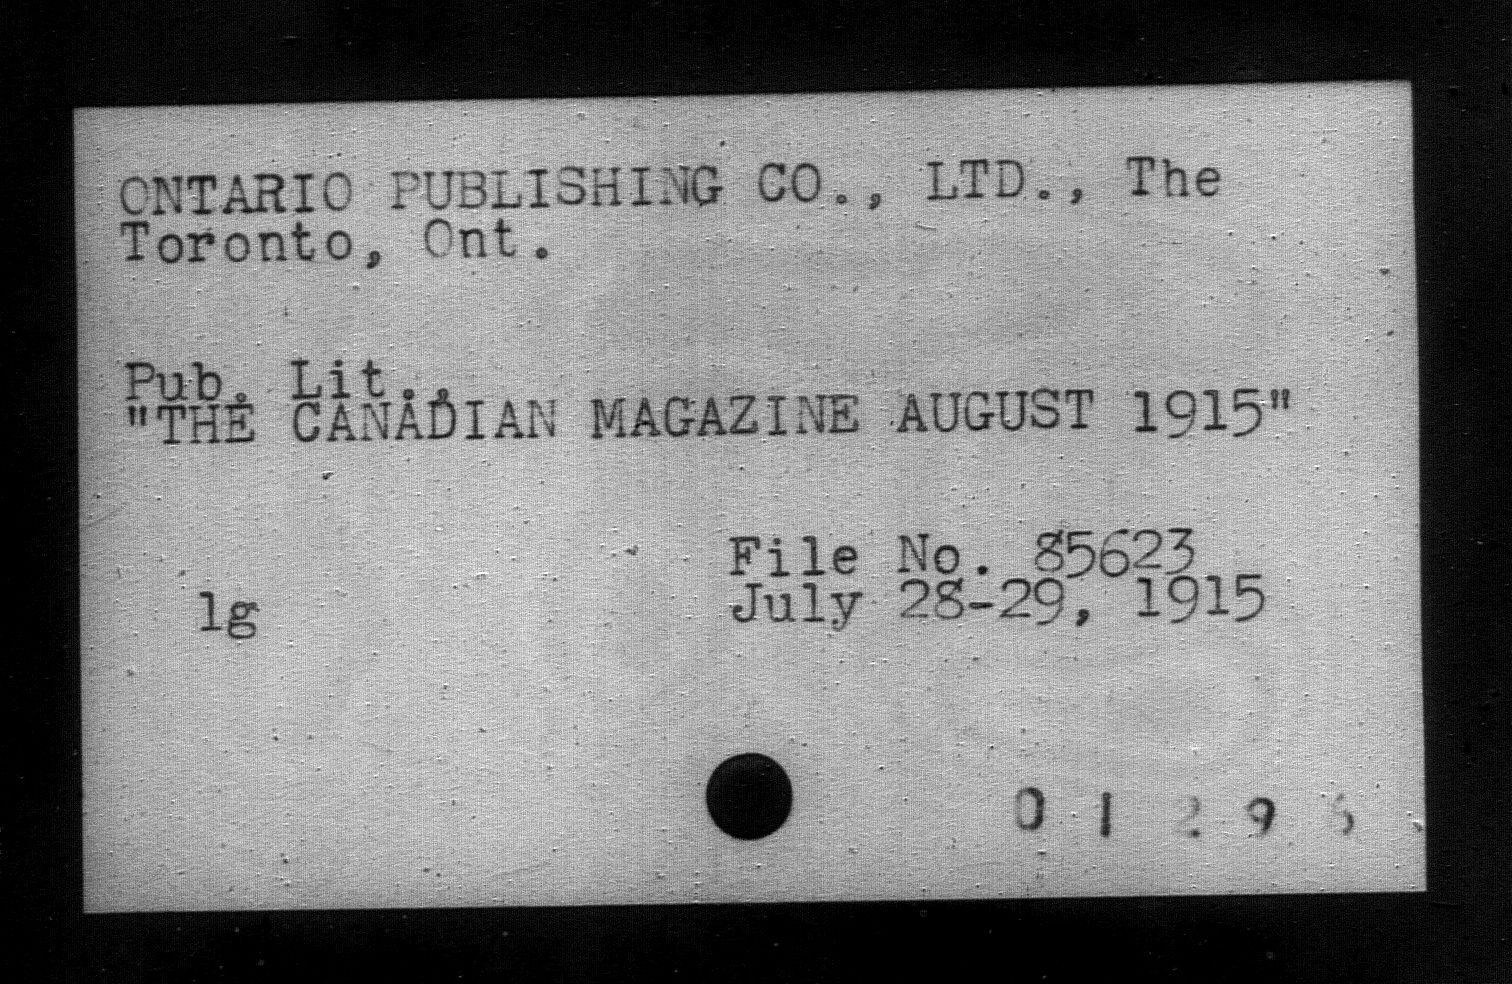 ONTARIO PUBLISHING CO., LTD., The
Toronto, Ont.
Pub. Lit.,
"THE CANADIAN MAGAZINE AUGUST 1915"
File No. 85623
lg July 28-29, 1915